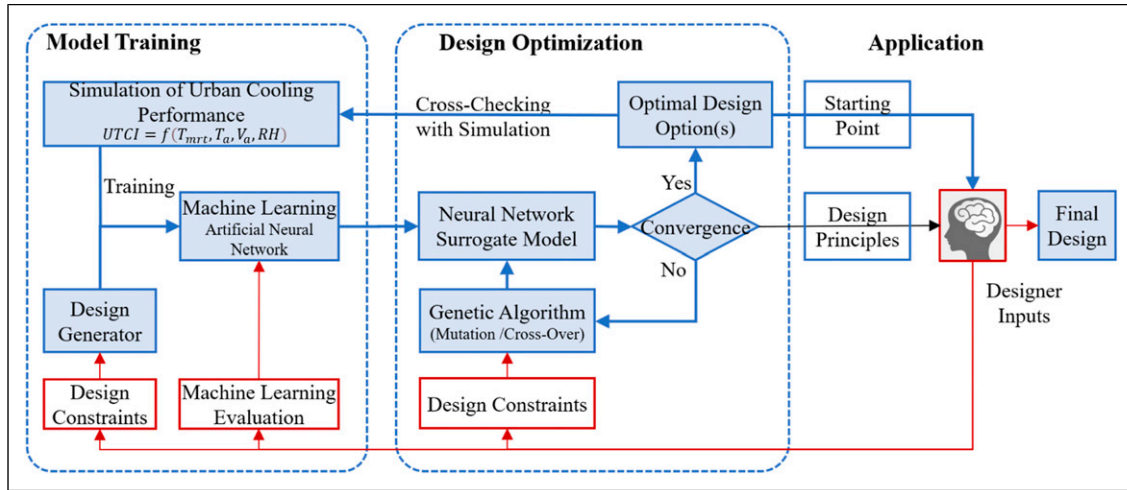 Model Training
Simulation of Urban Cooling
Performance
UTCI = f(Tmrt, Ta, Va, RH)
Training
Machine Learning
Artificial Neural
Network
Design
Generator
Design
Constraints
Machine Learning
Evaluation
Design Optimization
Cross-Checking
with Simulation
Optimal Design
Option(s)
Yes
Neural Network
Surrogate Model
Convergence
No
Genetic Algorithm
(Mutation /Cross-Over)
Design Constraints
Application
Starting
Point
Design
Principles
Final
Design
Designer
Inputs